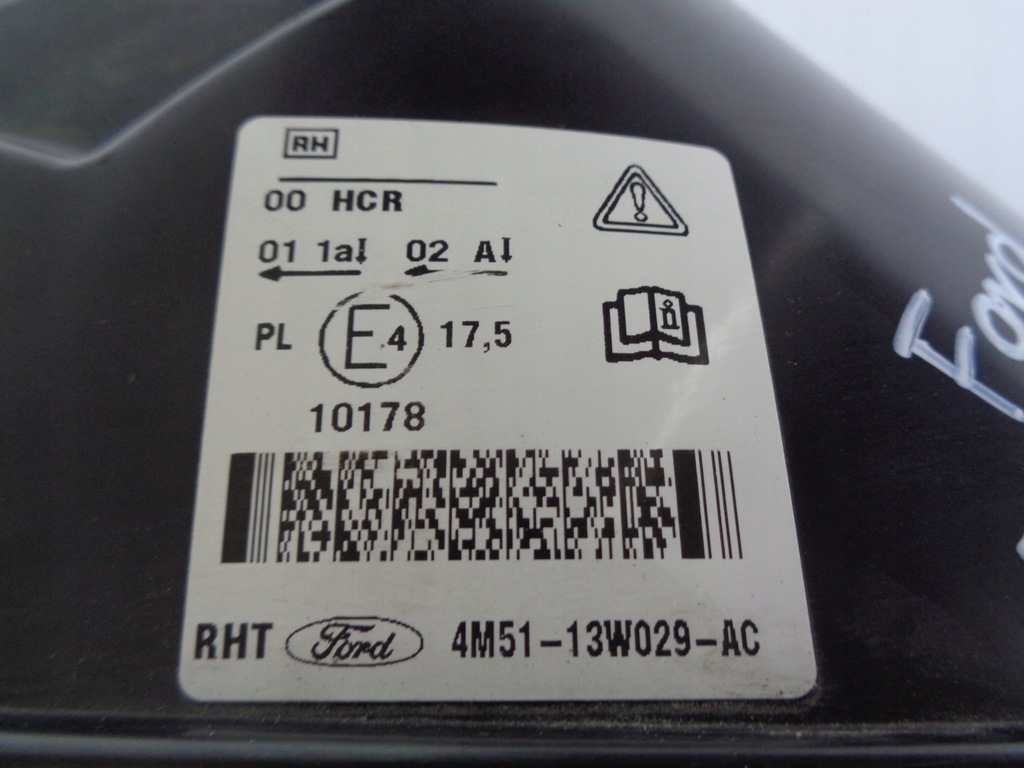 RH
00 HCR
01 1a 02 A
PL E4 17,5
10178
RHT Ford 4M51-13W029-AC
Ford